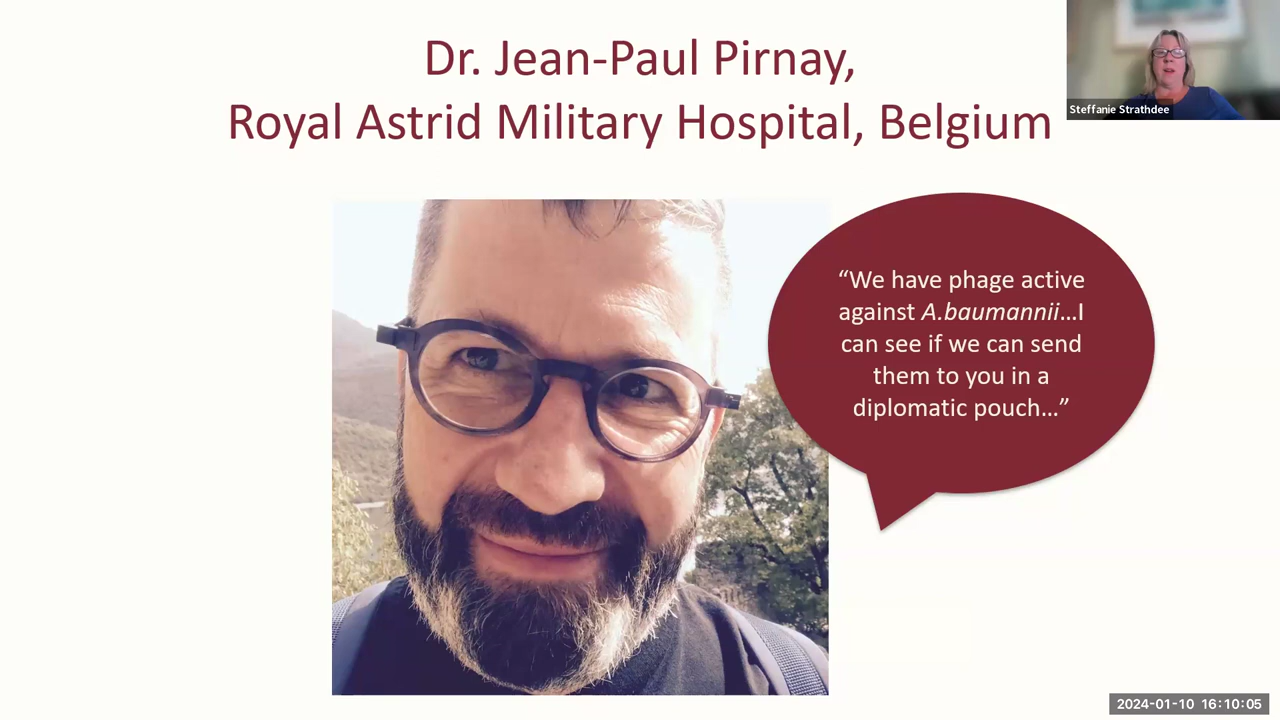 Dr. Jean-Paul Pirnay,
Royal Astrid Military Hospital, Belgium
Steffanie Strathdee
“We have phage active
against A.baumannii...I
can see if we can send
them to you in a
diplomatic pouch...”
2024-01-10 16:10:05